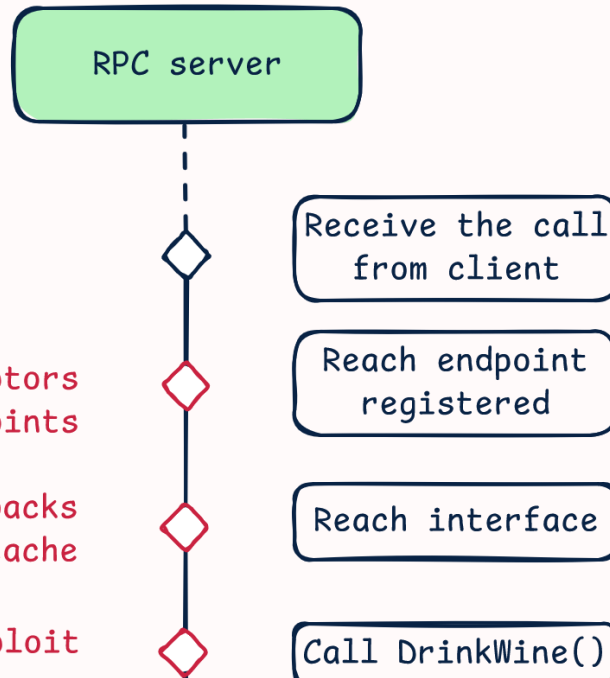 RPC server
Receive the call
from client
Reach endpoint
registered
Reach interface
Call DrinkWine()